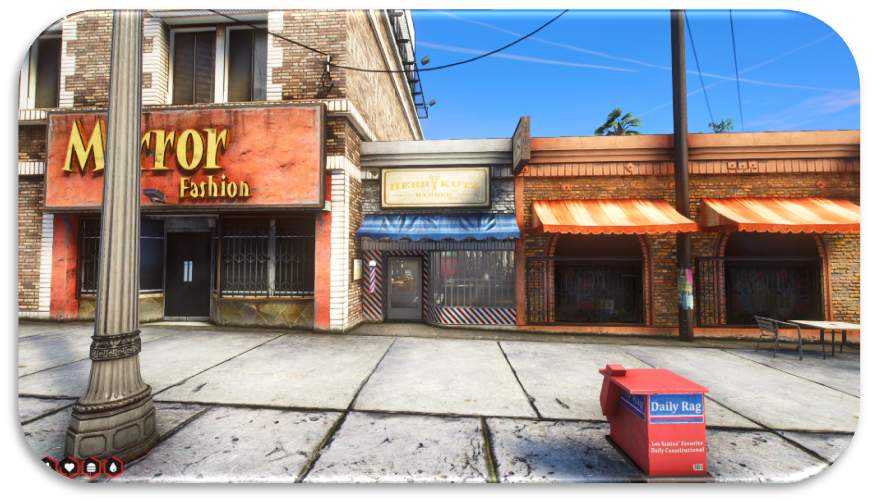 Mirror
Fashion
HERR KUTZ
BARBER
Daily Rag
Los Santos' Favorite
Daily Constitutional